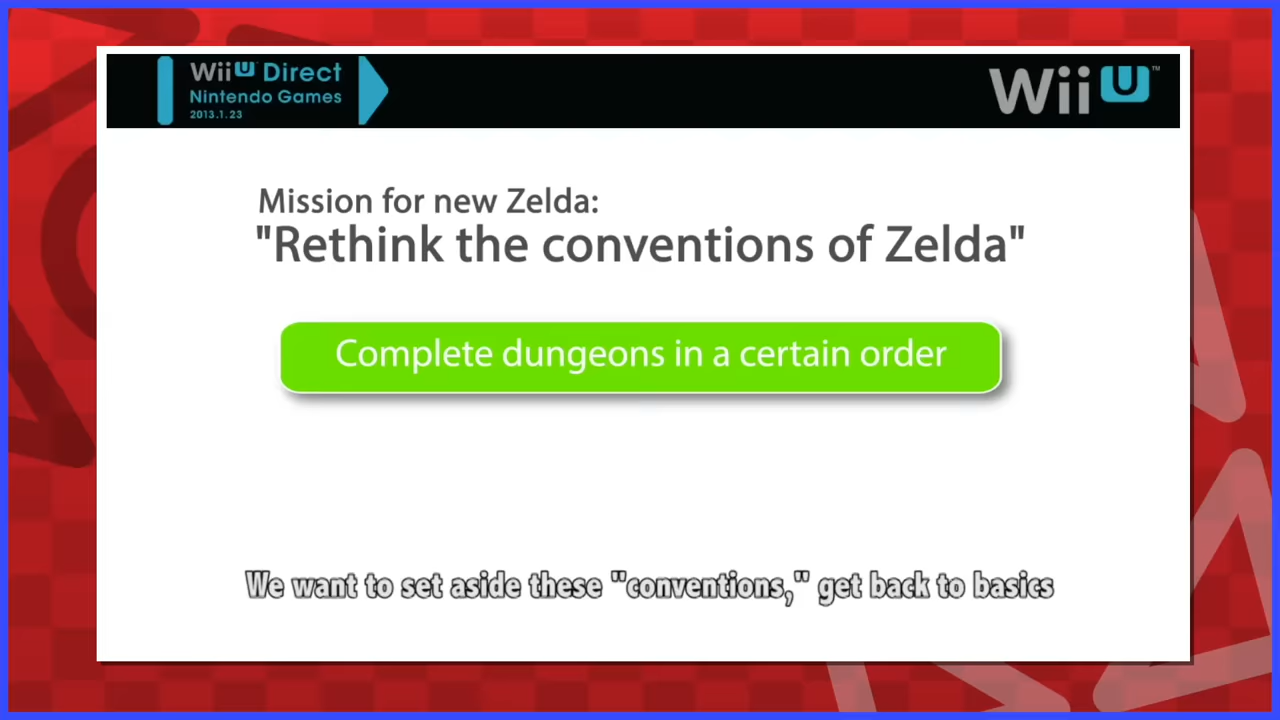 Wii U Direct
Nintendo Games
2013.1.23
Wii U™
Mission for new Zelda:
"Rethink the conventions of Zelda"
Complete dungeons in a certain order
We want to set aside these "conventions," get back to basics